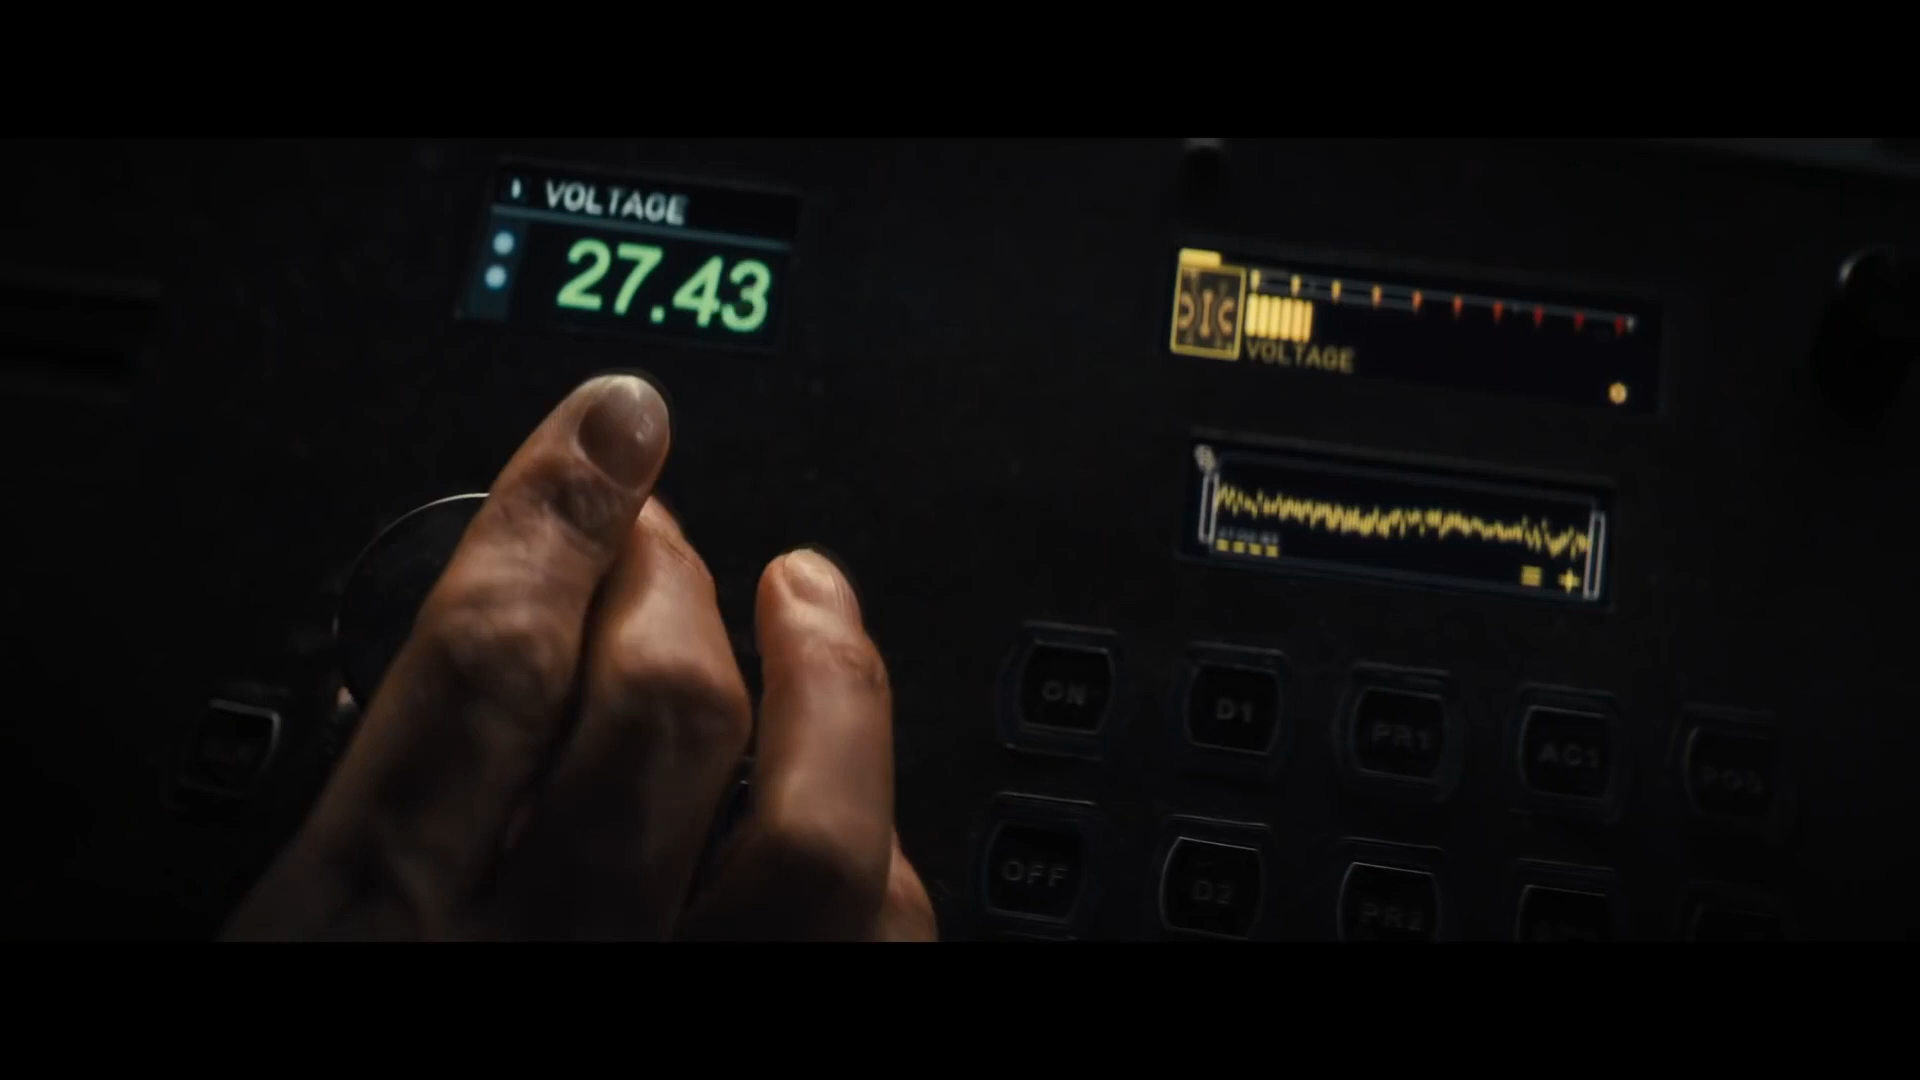 VOLTAGE
27.43
VOLTAGE
ON D1 PR1 AC1
OFF D2 PR2